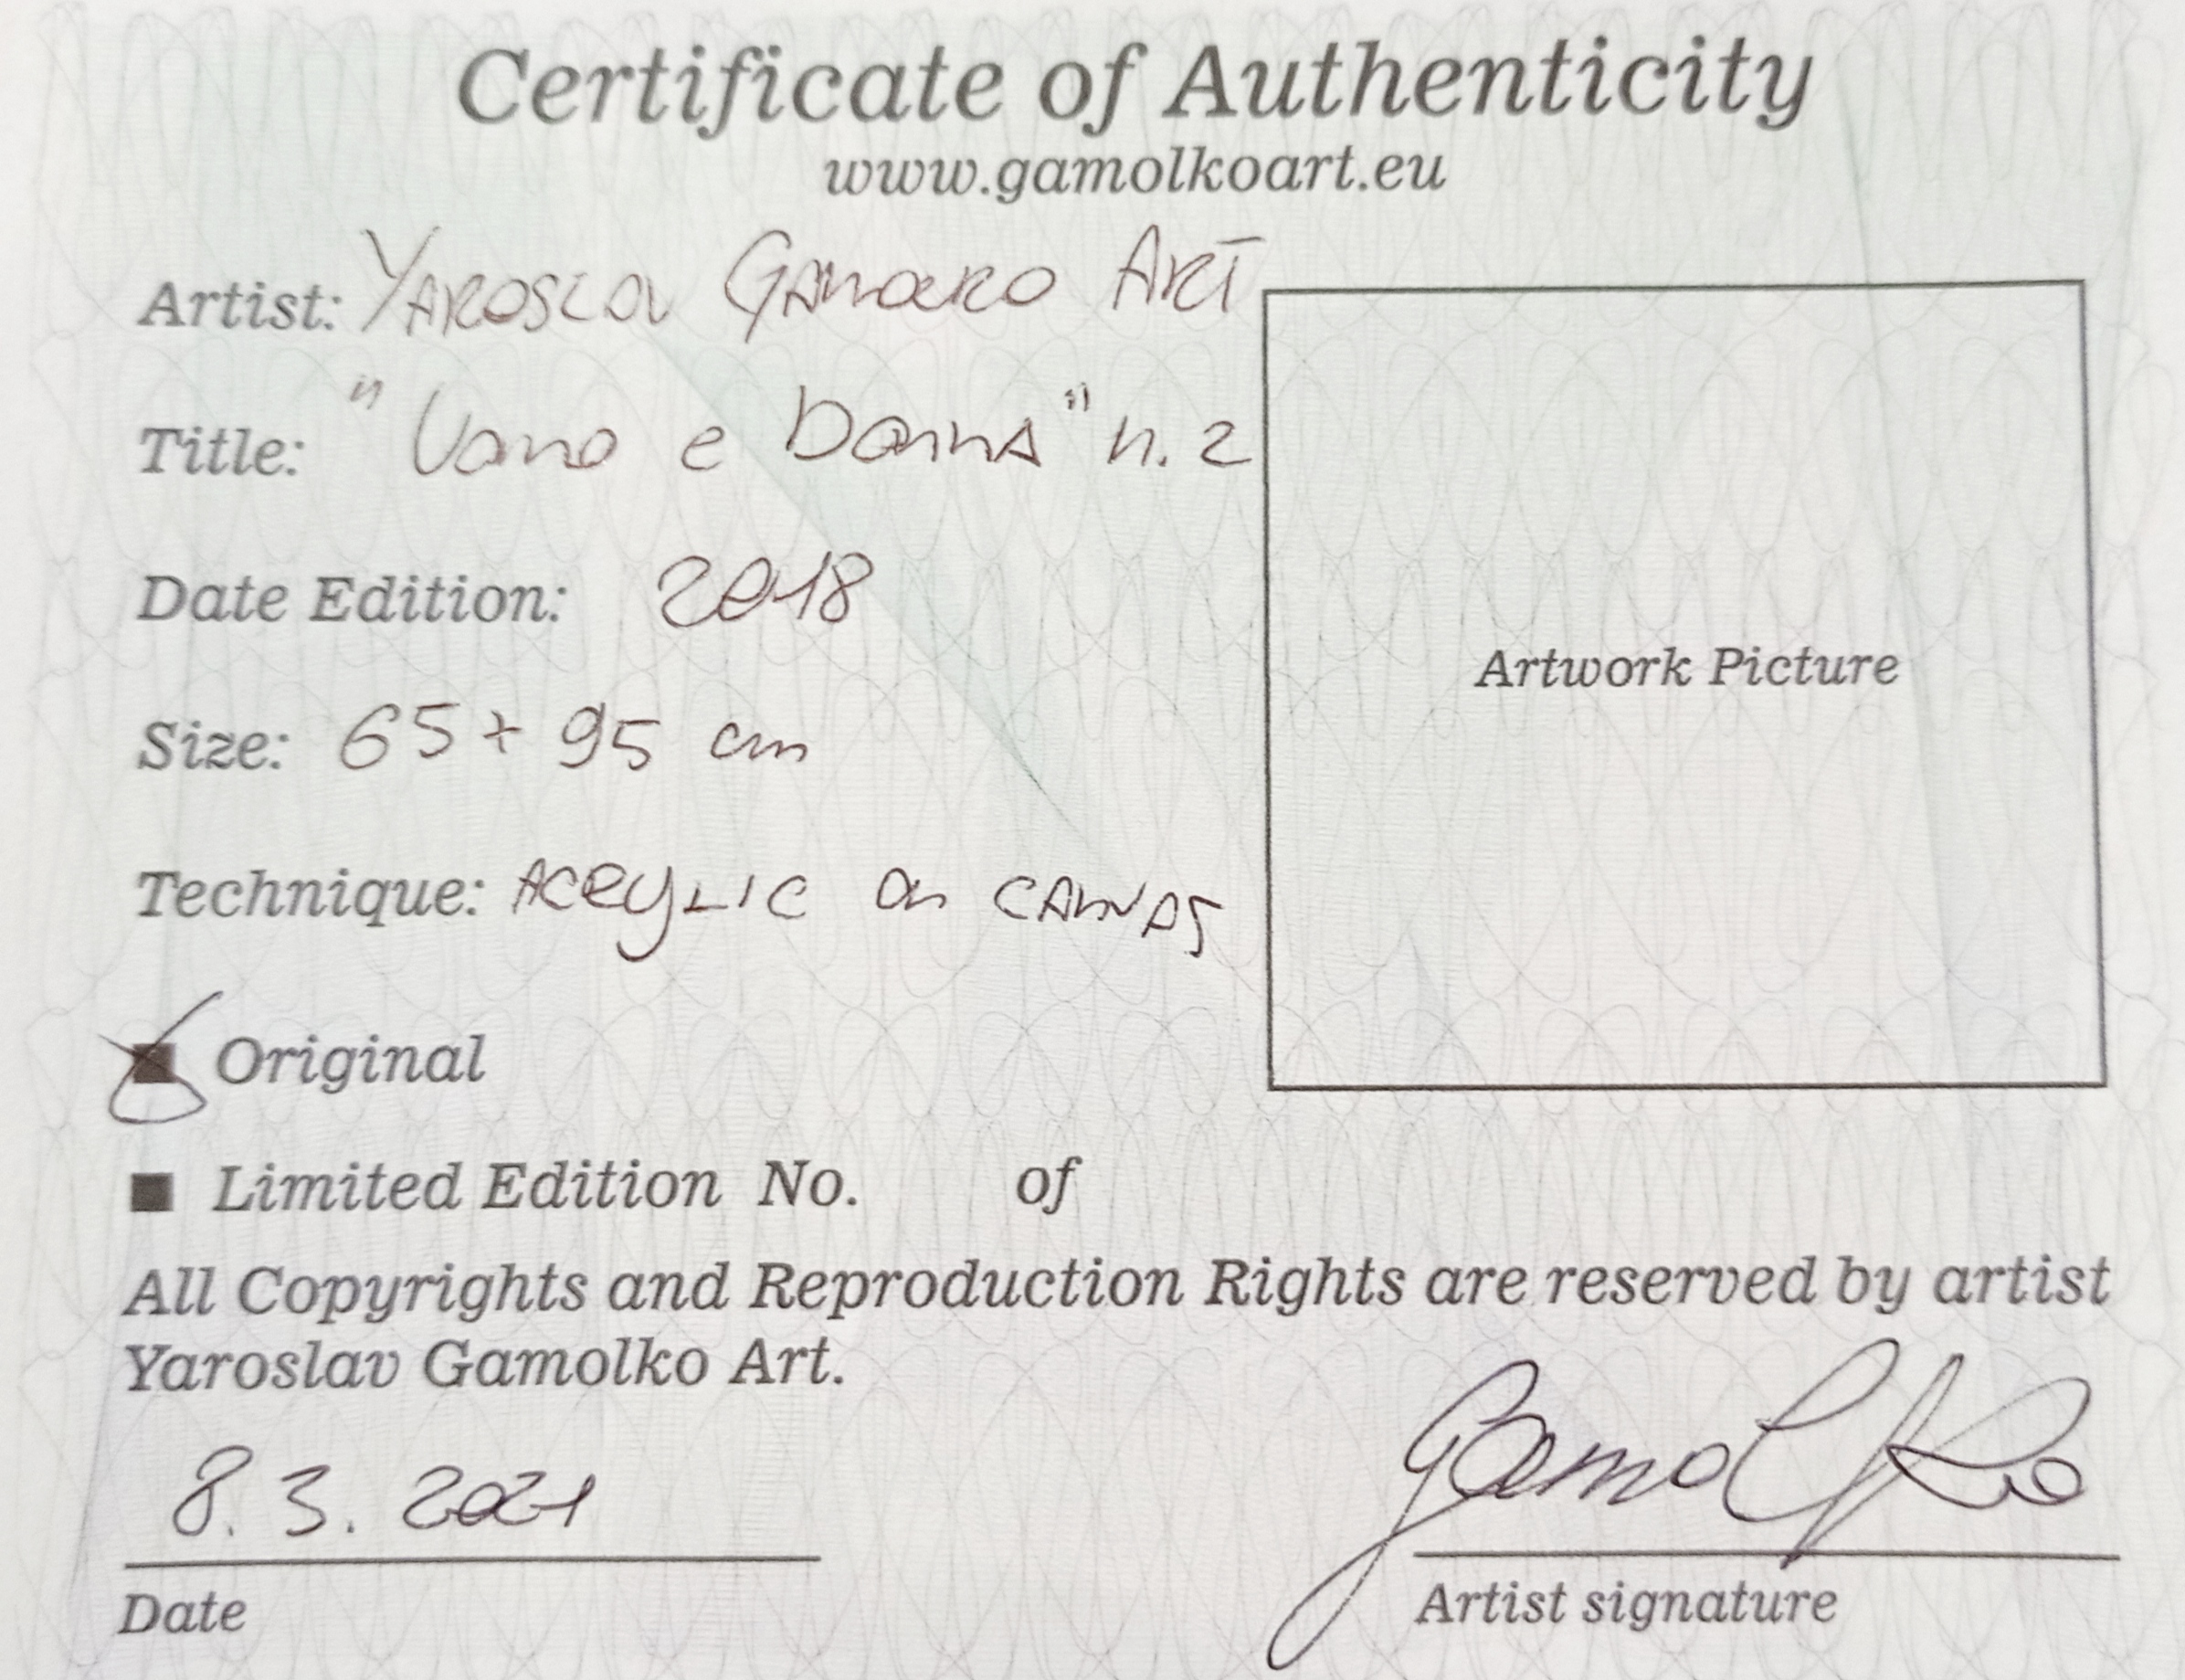 Certificate of Authenticity
www.gamolkoart.eu
Artist: Yaroslav Gamolko Art
Title: "Uomo e Donna" n. 2
Date Edition: 2018
Size: 65 + 95 cm
Technique: Acrylic on canvas
Artwork Picture
Original
Limited Edition No. of
All Copyrights and Reproduction Rights are reserved by artist
Yaroslav Gamolko Art.
8. 3. 2021
Gamolko
Date
Artist signature